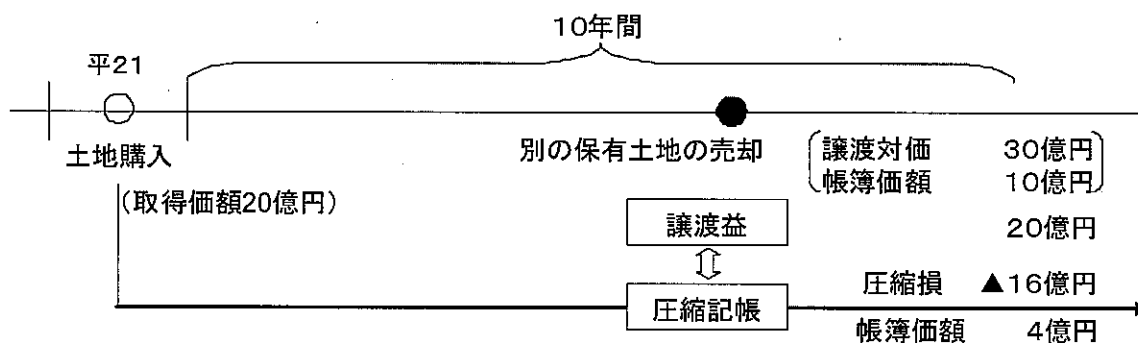 10年間
平21
土地購入
(取得価額20億円)
別の保有土地の売却
譲渡対価 30億円
帳簿価額 10億円
譲渡益 20億円
圧縮記帳
圧縮損 ▲16億円
帳簿価額 4億円